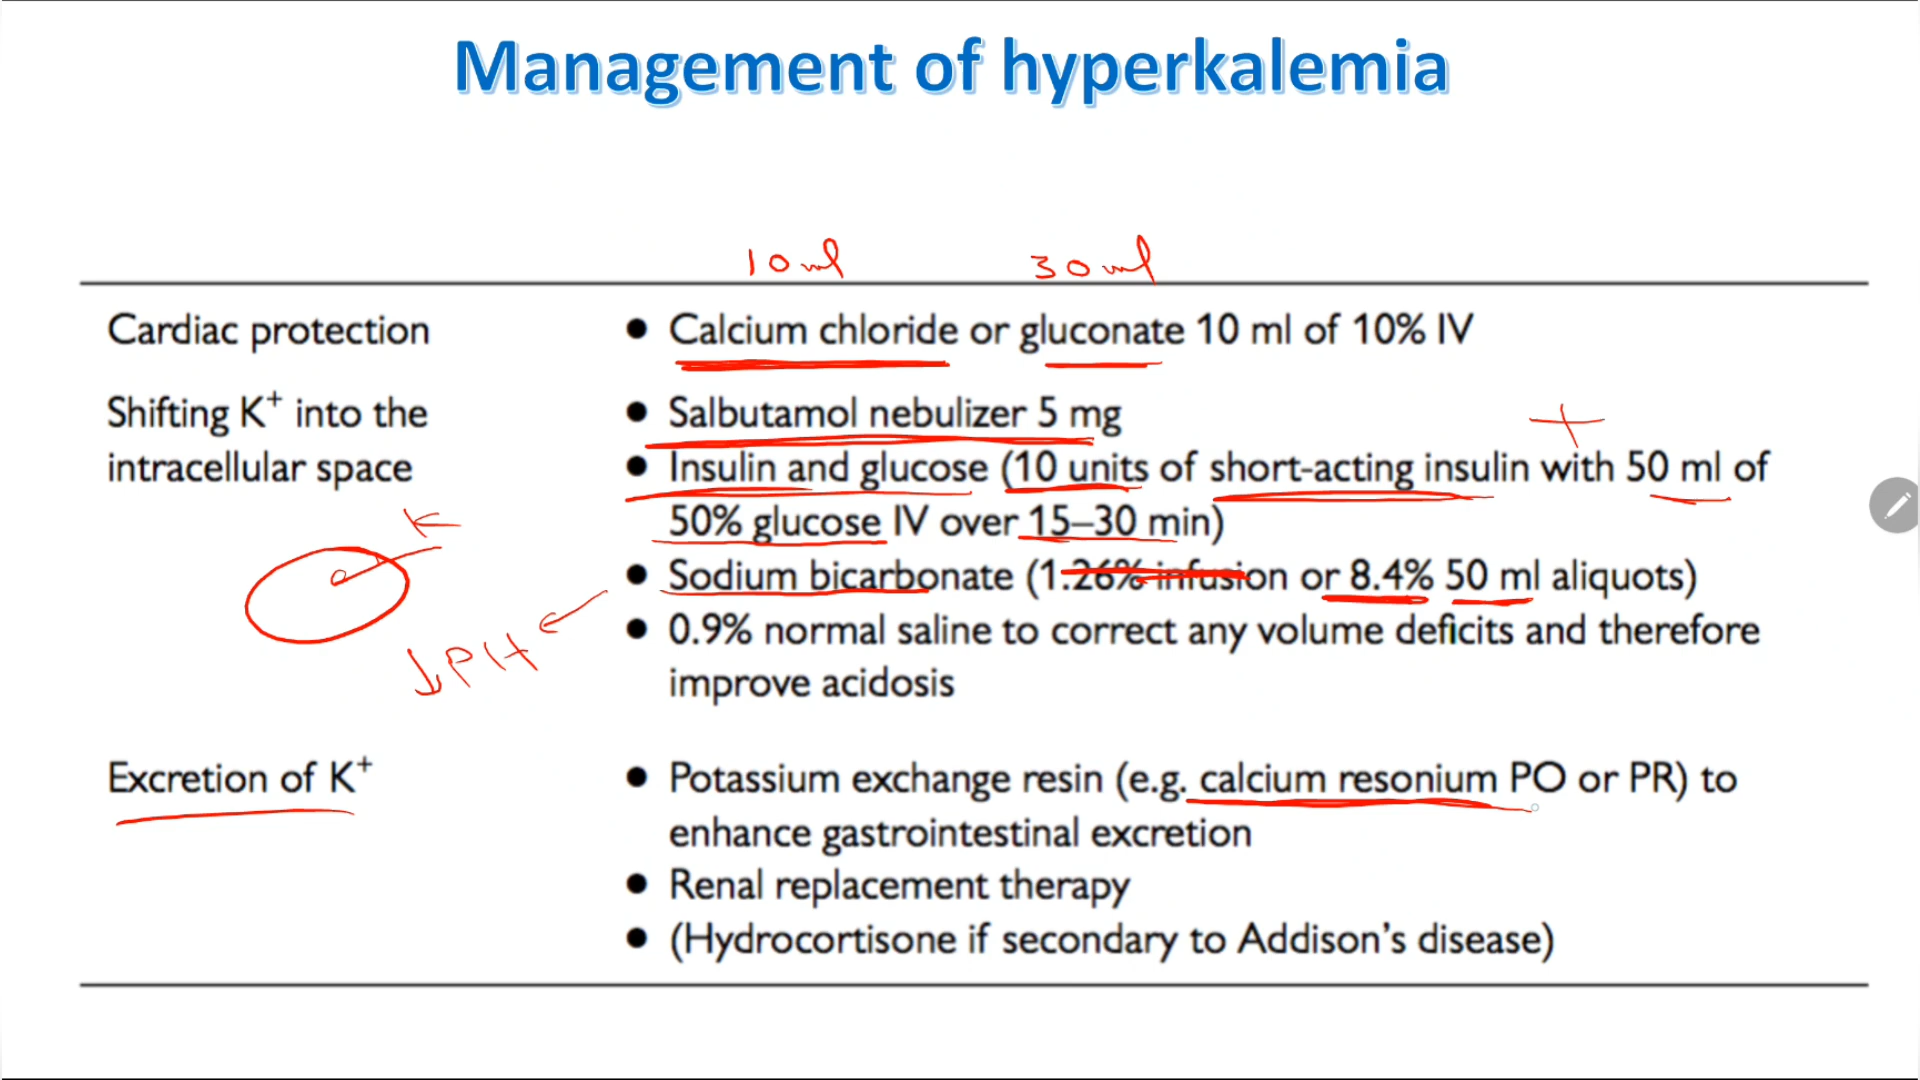 Management of hyperkalemia
10 ml 30 ml
Cardiac protection ● Calcium chloride or gluconate 10 ml of 10% IV
Shifting K⁺ into the ● Salbutamol nebulizer 5 mg
+
intracellular space ● Insulin and glucose (10 units of short-acting insulin with 50 ml of
50% glucose IV over 15–30 min)
K
● Sodium bicarbonate (1.26% infusion or 8.4% 50 ml aliquots)
↓PH ←
● 0.9% normal saline to correct any volume deficits and therefore
improve acidosis
Excretion of K⁺ ● Potassium exchange resin (e.g. calcium resonium PO or PR) to
enhance gastrointestinal excretion
● Renal replacement therapy
● (Hydrocortisone if secondary to Addison's disease)